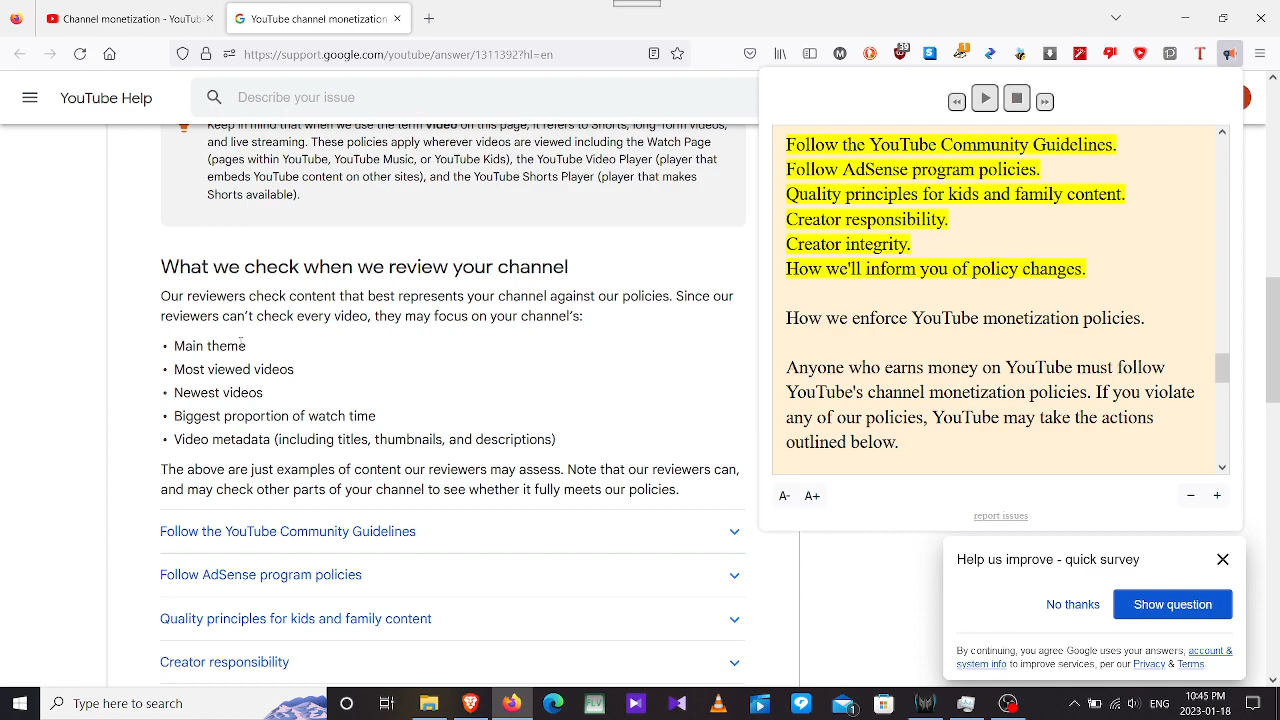 Channel monetization - YouTub
YouTube channel monetization
https://support.google.com/youtube/answer/1311392?hl=en
39
1
YouTube Help
Describe your issue
Keep in mind that when we use the term video on this page, it refers to Shorts, long-form videos,
and live streaming. These policies apply wherever videos are viewed including the Watch Page
(pages within YouTube, YouTube Music, or YouTube Kids), the YouTube Video Player (player that
embeds YouTube content on other sites), and the YouTube Shorts Player (player that makes
Shorts available).
What we check when we review your channel
Our reviewers check content that best represents your channel against our policies. Since our
reviewers can't check every video, they may focus on your channel's:
• Main theme
• Most viewed videos
• Newest videos
• Biggest proportion of watch time
• Video metadata (including titles, thumbnails, and descriptions)
The above are just examples of content our reviewers may assess. Note that our reviewers can,
and may check other parts of your channel to see whether it fully meets our policies.
Follow the YouTube Community Guidelines
Follow AdSense program policies
Quality principles for kids and family content
Creator responsibility
Follow the YouTube Community Guidelines.
Follow AdSense program policies.
Quality principles for kids and family content.
Creator responsibility.
Creator integrity.
How we'll inform you of policy changes.
How we enforce YouTube monetization policies.
Anyone who earns money on YouTube must follow
YouTube's channel monetization policies. If you violate
any of our policies, YouTube may take the actions
outlined below.
A- A+ − +
report issues
Help us improve - quick survey
No thanks Show question
By continuing, you agree Google uses your answers, account &
system info to improve services, per our Privacy & Terms.
Type here to search
FLV
1
10:45 PM
2023-01-18